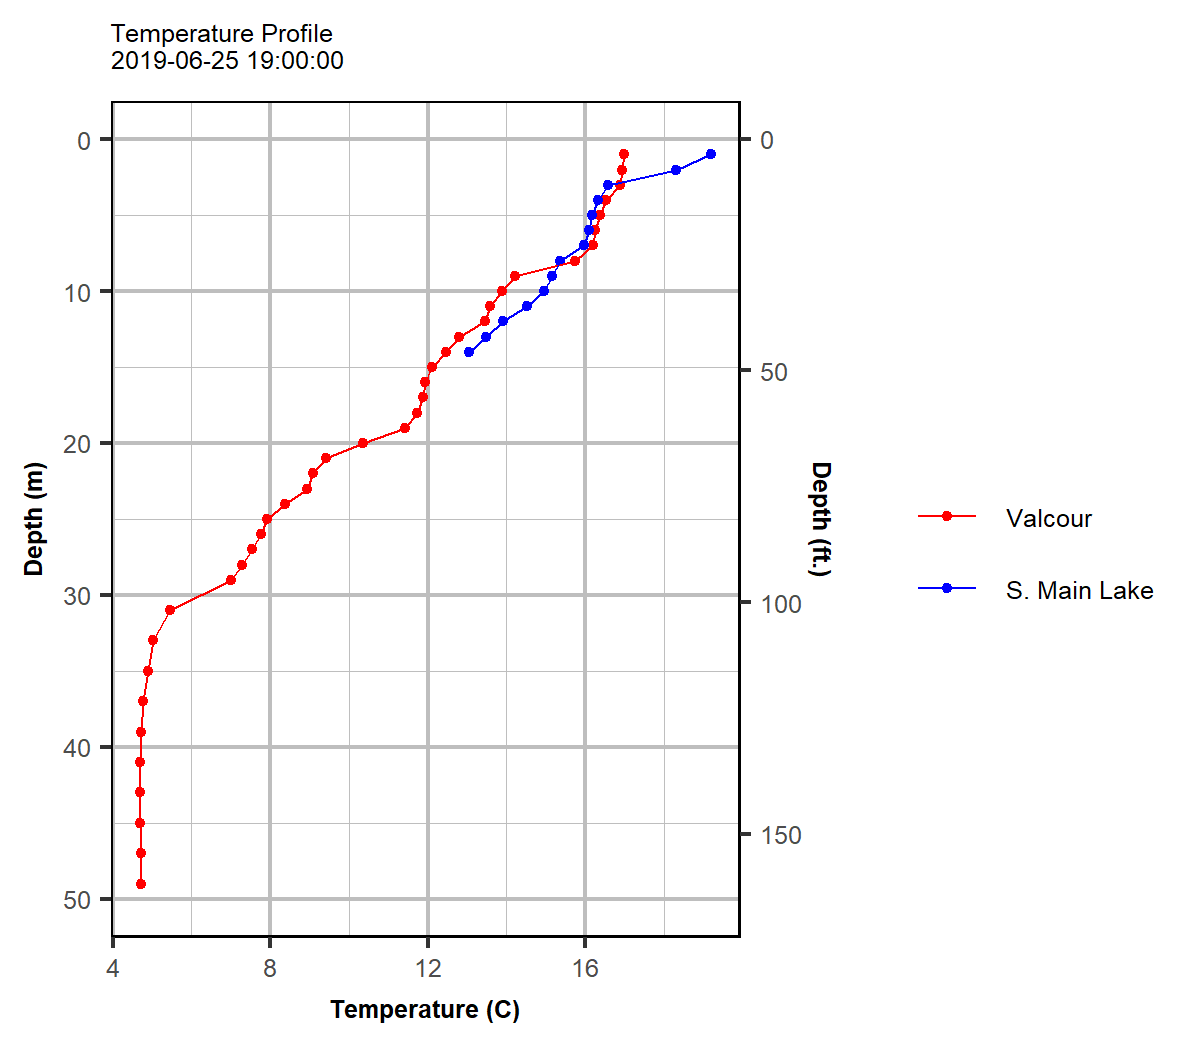 Temperature Profile
2019-06-25 19:00:00
0
10
20
30
40
50
Depth (m)
0
50
100
150
Depth (ft.)
4
8
12
16
Temperature (C)
Valcour
S. Main Lake